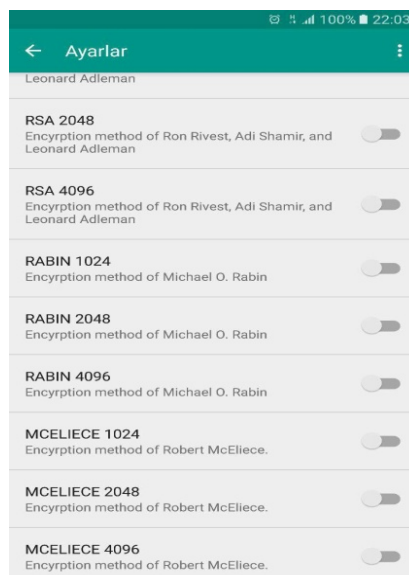 100% 22:03
Ayarlar
Leonard Adleman
RSA 2048
Encyrption method of Ron Rivest, Adi Shamir, and
Leonard Adleman
RSA 4096
Encyrption method of Ron Rivest, Adi Shamir, and
Leonard Adleman
RABIN 1024
Encyrption method of Michael O. Rabin
RABIN 2048
Encyrption method of Michael O. Rabin
RABIN 4096
Encyrption method of Michael O. Rabin
MCELIECE 1024
Encyrption method of Robert McEliece.
MCELIECE 2048
Encyrption method of Robert McEliece.
MCELIECE 4096
Encyrption method of Robert McEliece.